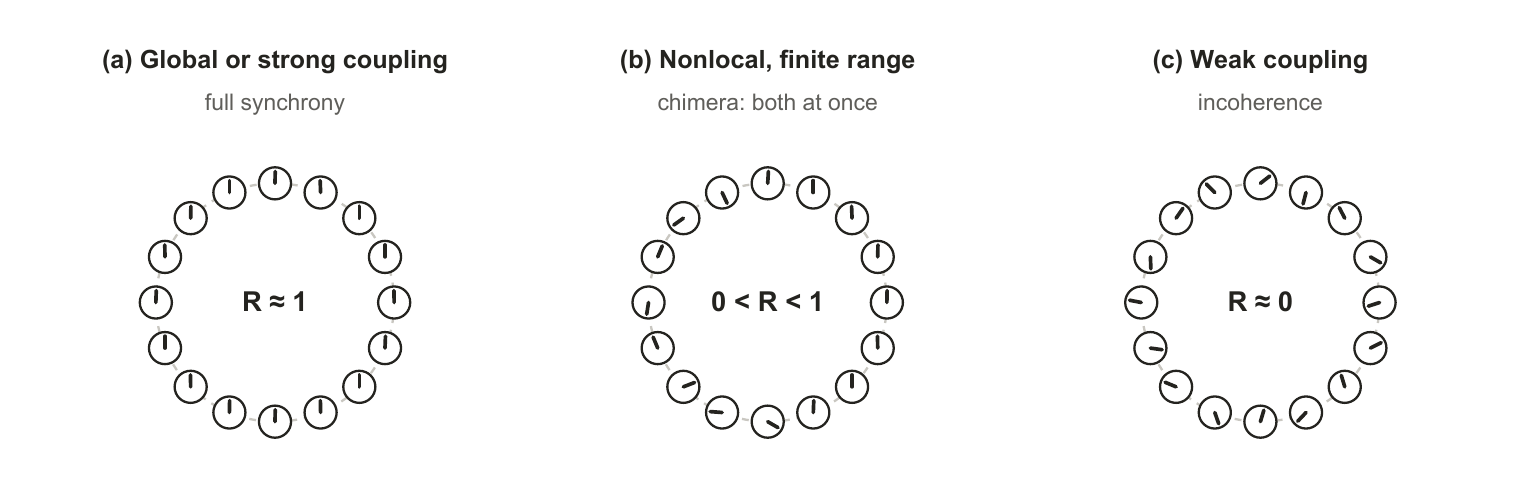 (a) Global or strong coupling
full synchrony
R ≈ 1
(b) Nonlocal, finite range
chimera: both at once
0 < R < 1
(c) Weak coupling
incoherence
R ≈ 0